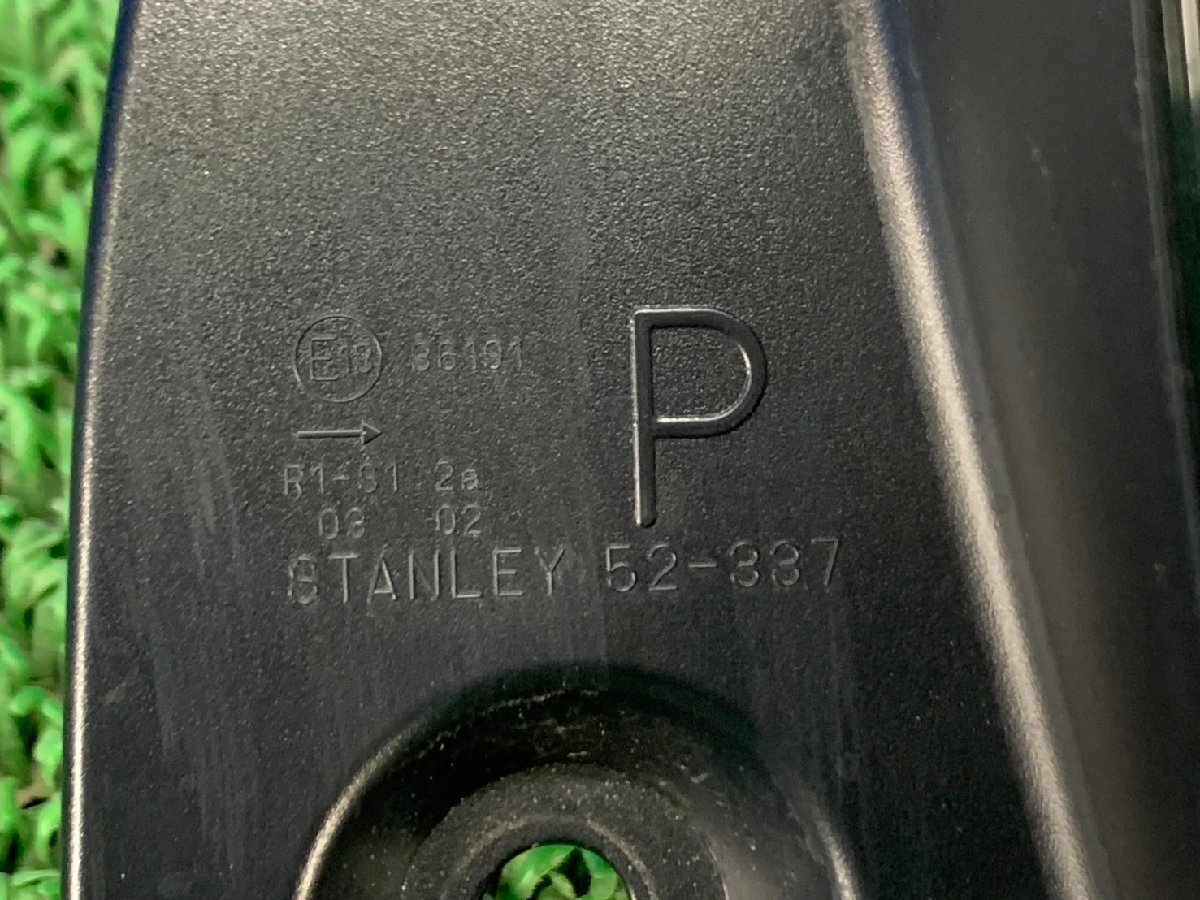 E13 36191
P
→
R1-S1 2a
03 02
STANLEY 52-337